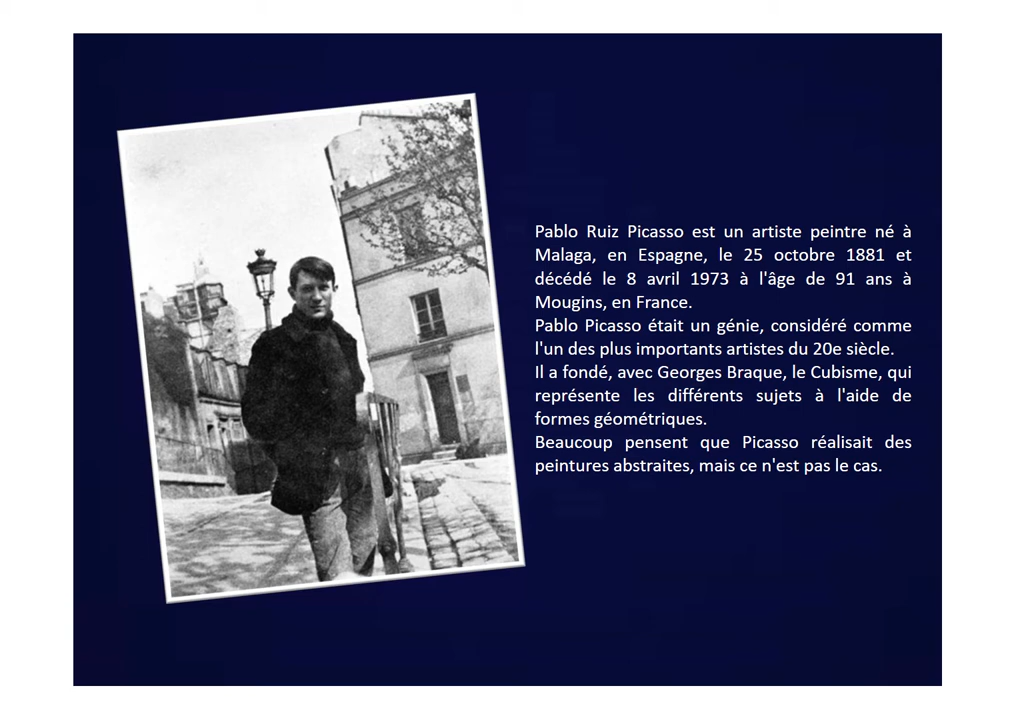 Pablo Ruiz Picasso est un artiste peintre né à
Malaga, en Espagne, le 25 octobre 1881 et
décédé le 8 avril 1973 à l'âge de 91 ans à
Mougins, en France.
Pablo Picasso était un génie, considéré comme
l'un des plus importants artistes du 20e siècle.
Il a fondé, avec Georges Braque, le Cubisme, qui
représente les différents sujets à l'aide de
formes géométriques.
Beaucoup pensent que Picasso réalisait des
peintures abstraites, mais ce n'est pas le cas.